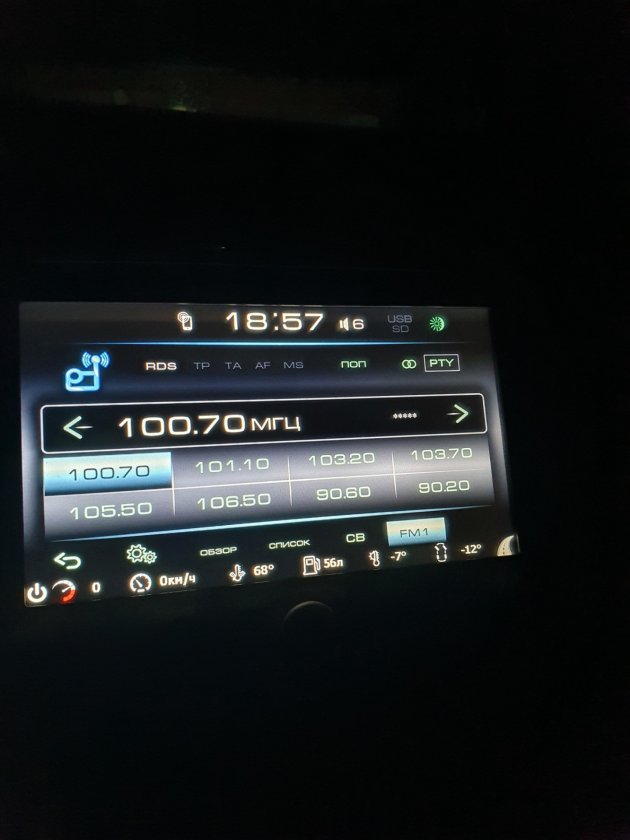 18:57 6 USB SD
RDS TP TA AF MS ПОП PTY
100.70 МГЦ *****
100.70 101.10 103.20 103.70
105.50 106.50 90.60 90.20
ОБЗОР СПИСОК СВ FM1
0 0км/ч 68° 56л -7° -12°